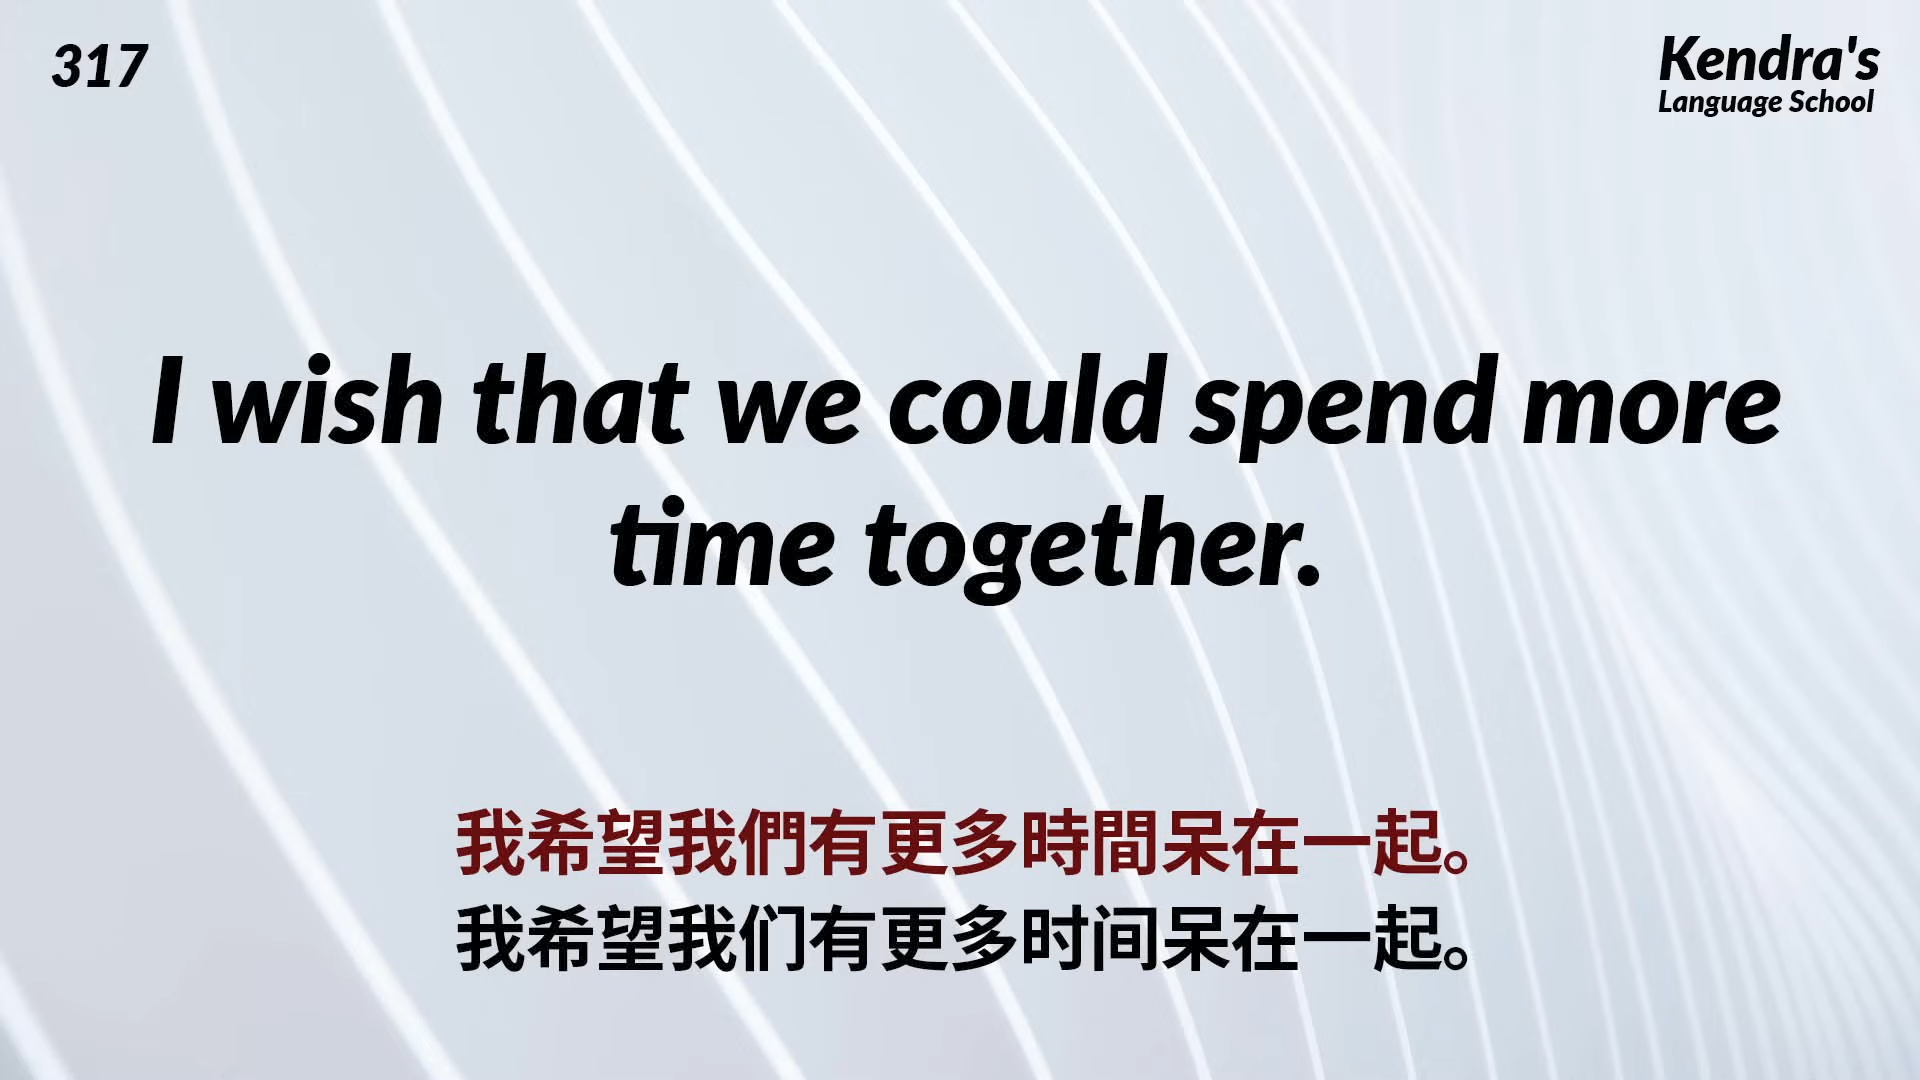 317
Kendra's
Language School
I wish that we could spend more
time together.
我希望我們有更多時間呆在一起。
我希望我们有更多时间呆在一起。